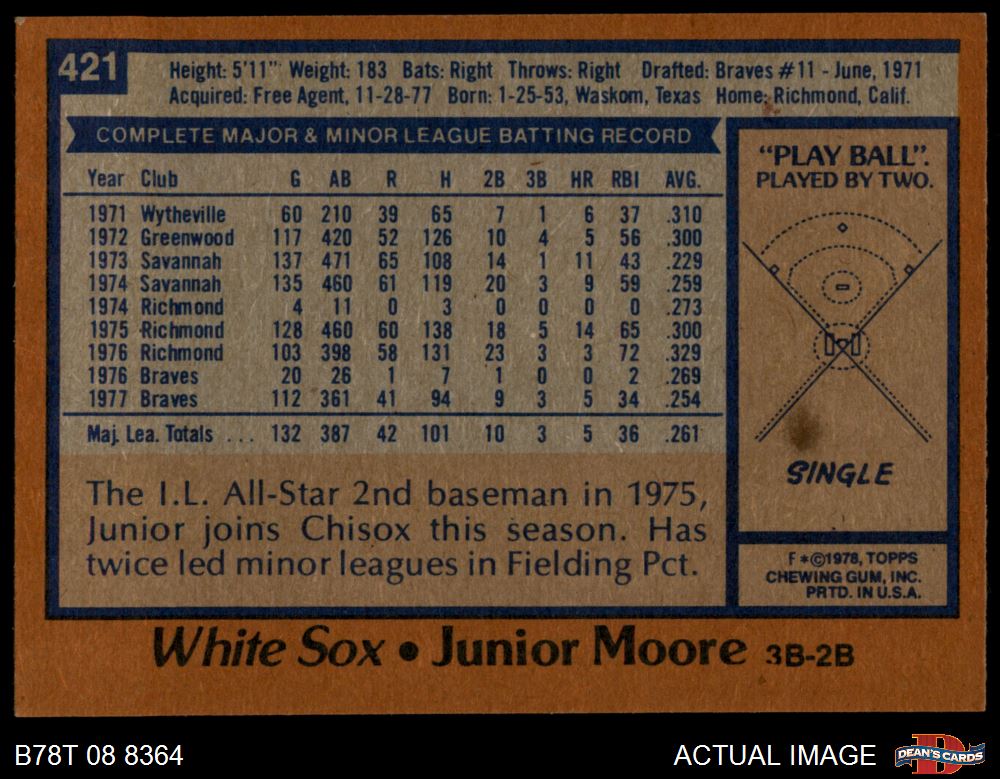 421
Height: 5'11" Weight: 183 Bats: Right Throws: Right Drafted: Braves #11 - June, 1971
Acquired: Free Agent, 11-28-77 Born: 1-25-53, Waskom, Texas Home: Richmond, Calif.
COMPLETE MAJOR & MINOR LEAGUE BATTING RECORD
Year Club G AB R H 2B 3B HR RBI AVG.
1971 Wytheville 60 210 39 65 7 1 6 37 .310
1972 Greenwood 117 420 52 126 10 4 5 56 .300
1973 Savannah 137 471 65 108 14 1 11 43 .229
1974 Savannah 135 460 61 119 20 3 9 59 .259
1974 Richmond 4 11 0 3 0 0 0 0 .273
1975 Richmond 128 460 60 138 18 5 14 65 .300
1976 Richmond 103 398 58 131 23 3 3 72 .329
1976 Braves 20 26 1 7 1 0 0 2 .269
1977 Braves 112 361 41 94 9 3 5 34 .254
Maj. Lea. Totals ... 132 387 42 101 10 3 5 36 .261
The I.L. All-Star 2nd baseman in 1975,
Junior joins Chisox this season. Has
twice led minor leagues in Fielding Pct.
"PLAY BALL".
PLAYED BY TWO.
SINGLE
F*©1978, TOPPS
CHEWING GUM, INC.
PRTD. IN U.S.A.
White Sox • Junior Moore 3B-2B
B78T 08 8364
ACTUAL IMAGE
D
DEAN'S CARDS